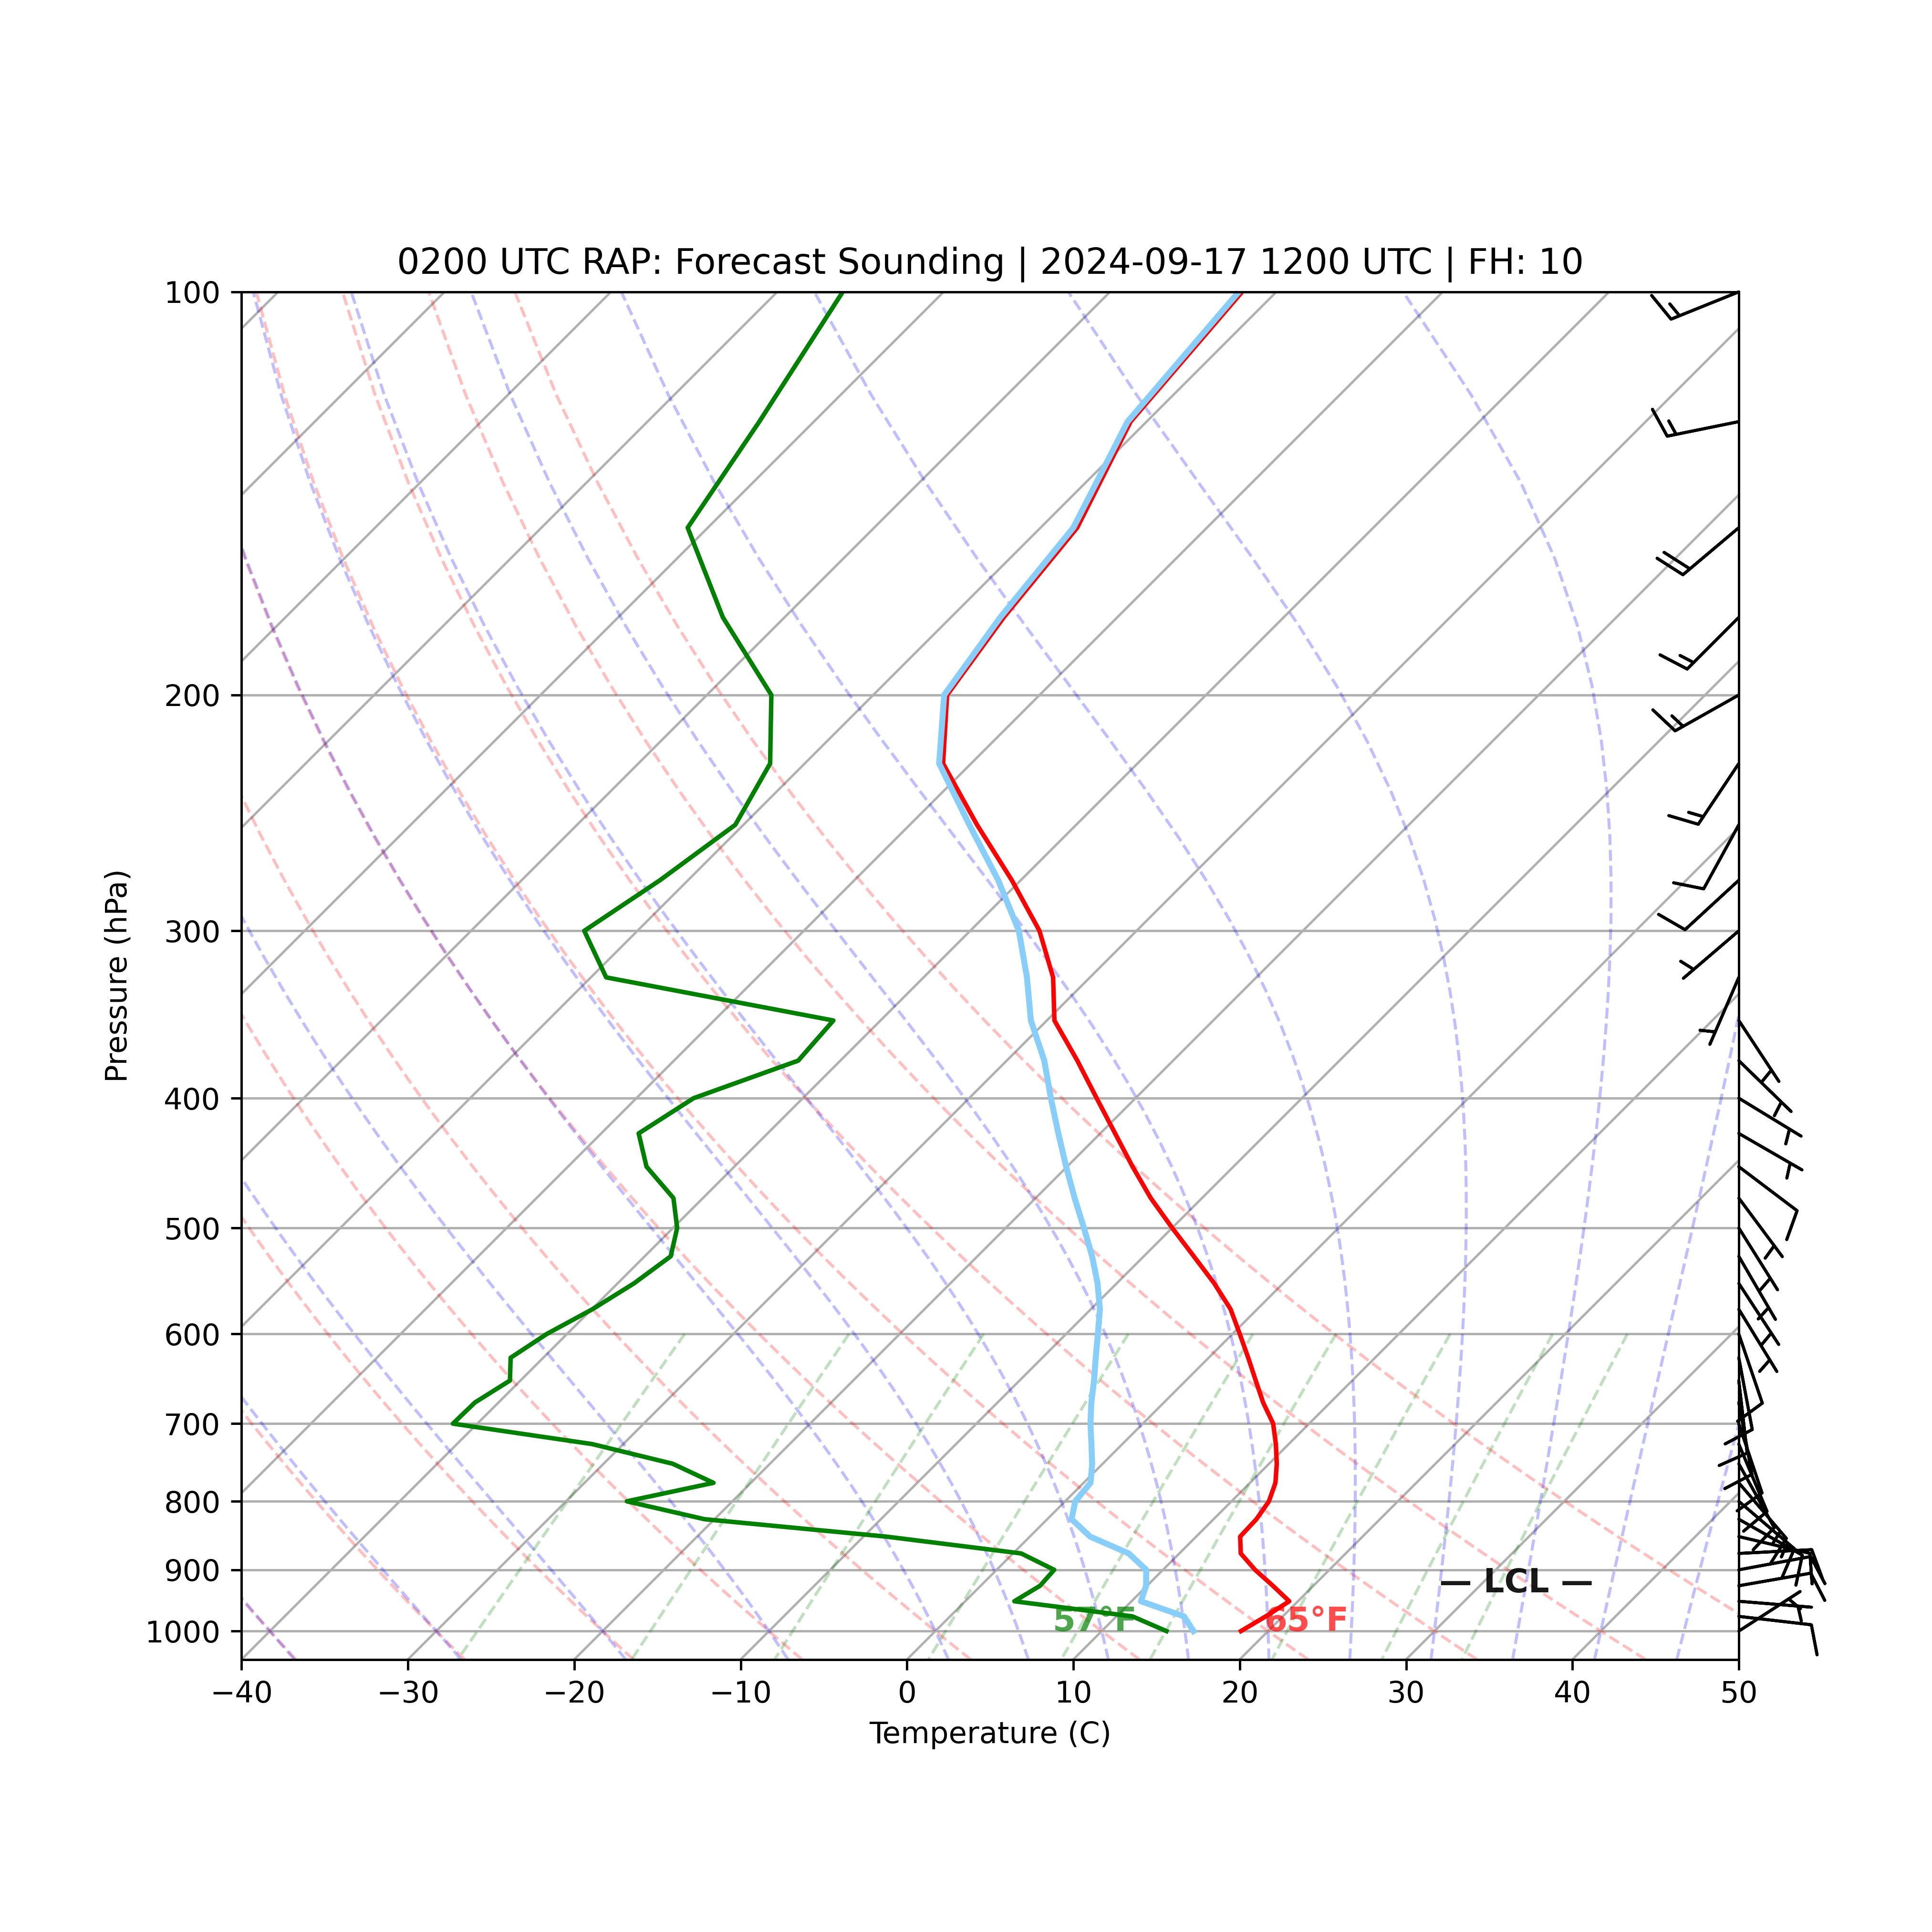 0200 UTC RAP: Forecast Sounding | 2024-09-17 1200 UTC | FH: 10
100
200
300
400
500
600
700
800
900
1000
Pressure (hPa)
— LCL —
57°F
65°F
−40 −30 −20 −10 0 10 20 30 40 50
Temperature (C)